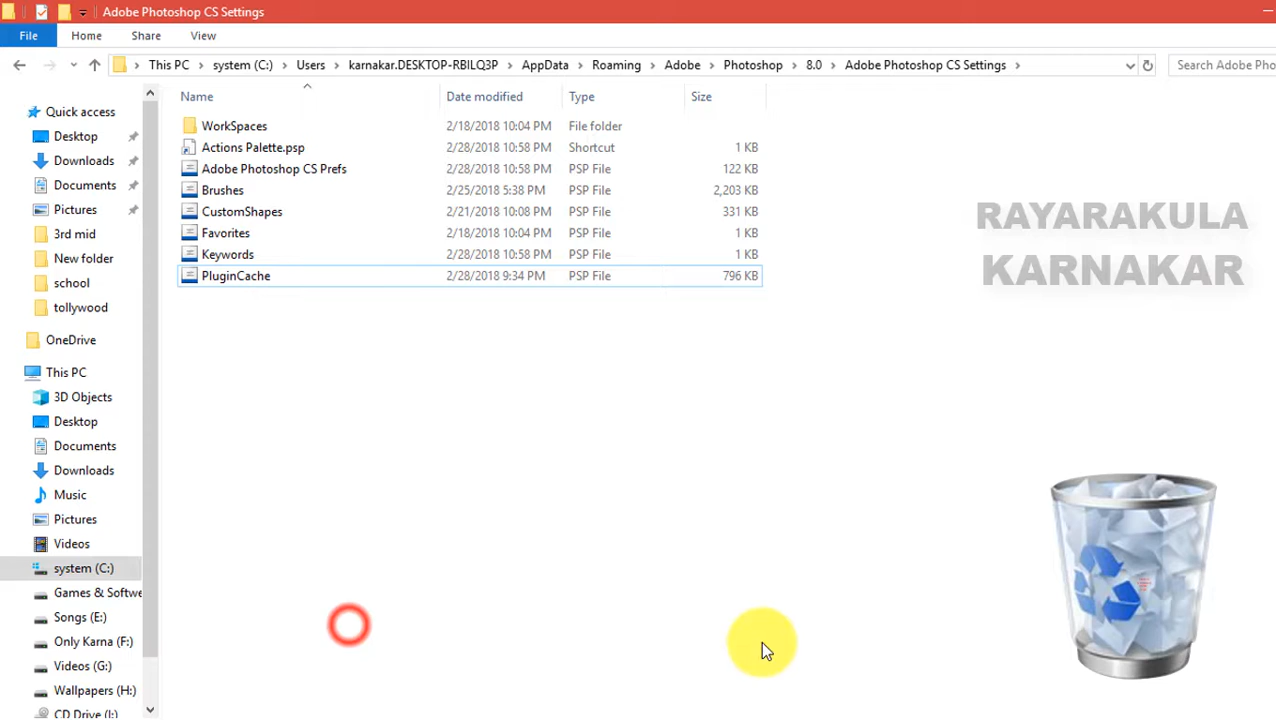 Adobe Photoshop CS Settings
File Home Share View
This PC system (C:) Users karnakar.DESKTOP-RBILQ3P AppData Roaming Adobe Photoshop 8.0 Adobe Photoshop CS Settings Search Adobe Pho
Name Date modified Type Size
Quick access
Desktop
Downloads
Documents
Pictures
3rd mid
New folder
school
tollywood
OneDrive
This PC
3D Objects
Desktop
Documents
Downloads
Music
Pictures
Videos
system (C:)
Games & Softwe
Songs (E:)
Only Karna (F:)
Videos (G:)
Wallpapers (H:)
CD Drive (I:)
WorkSpaces 2/18/2018 10:04 PM File folder
Actions Palette.psp 2/28/2018 10:58 PM Shortcut 1 KB
Adobe Photoshop CS Prefs 2/28/2018 10:58 PM PSP File 122 KB
Brushes 2/25/2018 5:38 PM PSP File 2,203 KB
CustomShapes 2/21/2018 10:08 PM PSP File 331 KB
Favorites 2/18/2018 10:04 PM PSP File 1 KB
Keywords 2/28/2018 10:58 PM PSP File 1 KB
PluginCache 2/28/2018 9:34 PM PSP File 796 KB
RAYARAKULA
KARNAKAR